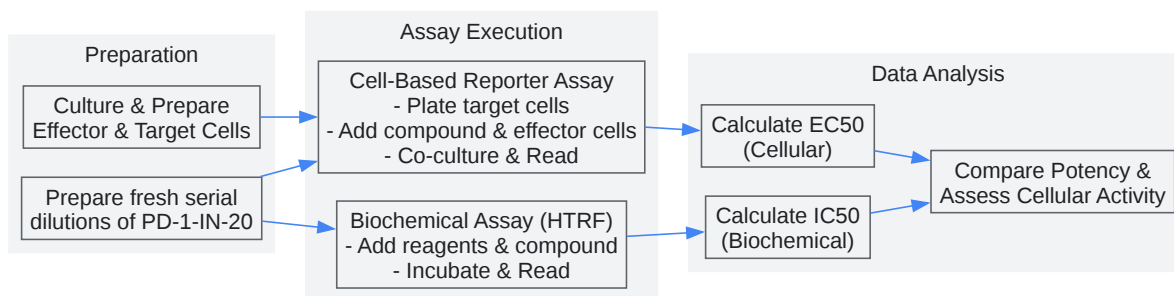 Preparation
Culture & Prepare
Effector & Target Cells
Prepare fresh serial
dilutions of PD-1-IN-20
Assay Execution
Cell-Based Reporter Assay
- Plate target cells
- Add compound & effector cells
- Co-culture & Read
Biochemical Assay (HTRF)
- Add reagents & compound
- Incubate & Read
Data Analysis
Calculate EC50
(Cellular)
Calculate IC50
(Biochemical)
Compare Potency &
Assess Cellular Activity